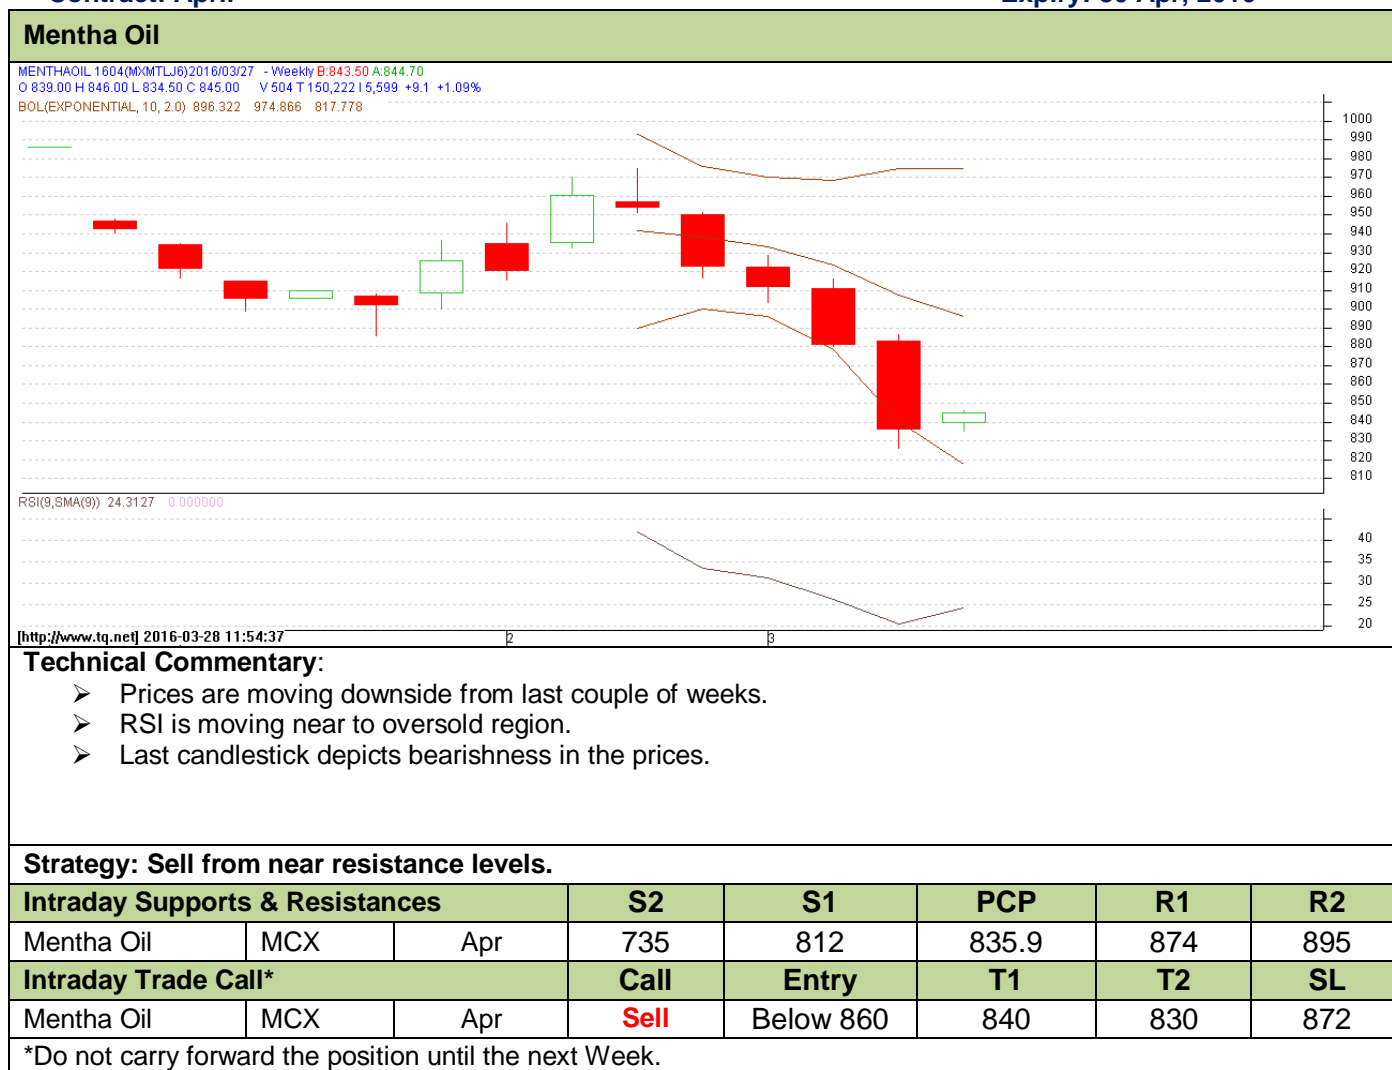 Mentha Oil
MENTHAOIL 1604(MXMTLJ6)2016/03/27 - Weekly B:843.50 A:844.70
O 839.00 H 846.00 L 834.50 C 845.00 V 504 T 150,222 I 5,599 +9.1 +1.09%
BOL(EXPONENTIAL, 10, 2.0) 896.322 974.866 817.778
1000
990
980
970
960
950
940
930
920
910
900
890
880
870
860
850
840
830
820
810
RSI(9,SMA(9)) 24.3127 0.000000
40
35
30
25
20
[http://www.tq.net] 2016-03-28 11:54:37 2 3
Technical Commentary:
➢ Prices are moving downside from last couple of weeks.
➢ RSI is moving near to oversold region.
➢ Last candlestick depicts bearishness in the prices.
Strategy: Sell from near resistance levels.
Intraday Supports & Resistances S2 S1 PCP R1 R2
Mentha Oil MCX Apr 735 812 835.9 874 895
Intraday Trade Call* Call Entry T1 T2 SL
Mentha Oil MCX Apr Sell Below 860 840 830 872
*Do not carry forward the position until the next Week.